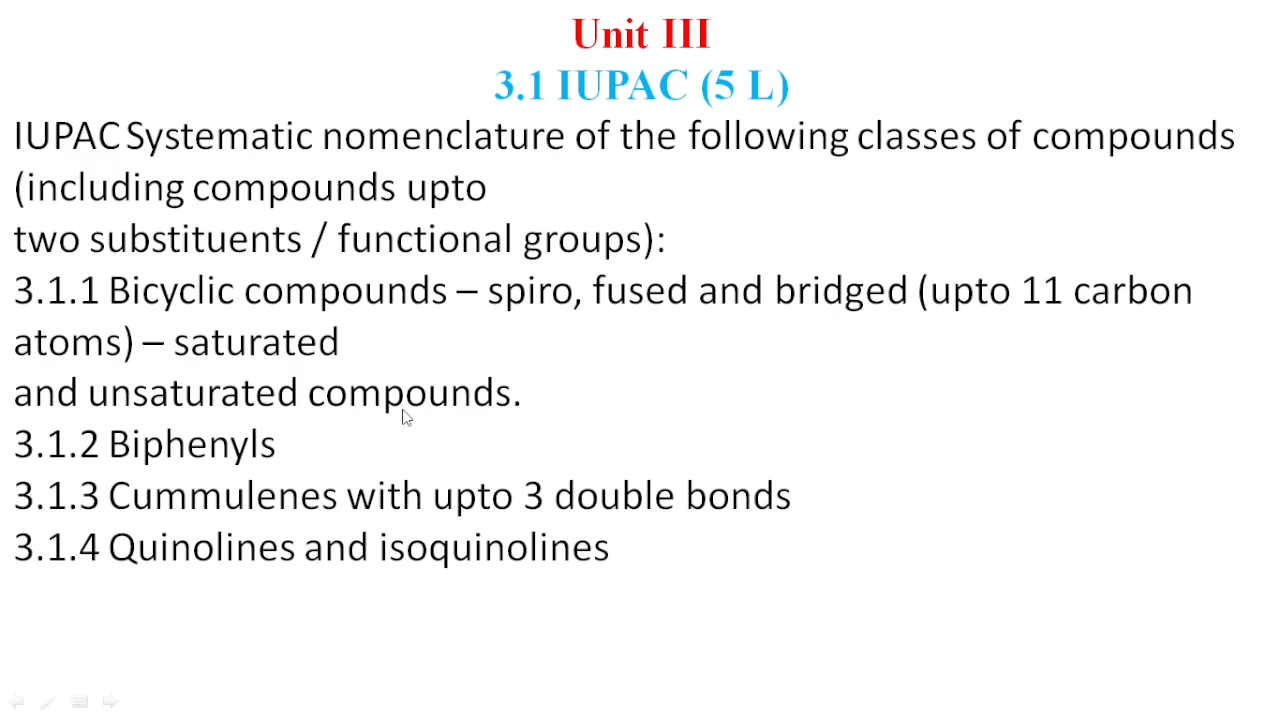 Unit III
3.1 IUPAC (5 L)
IUPAC Systematic nomenclature of the following classes of compounds
(including compounds upto
two substituents / functional groups):
3.1.1 Bicyclic compounds – spiro, fused and bridged (upto 11 carbon
atoms) – saturated
and unsaturated compounds.
3.1.2 Biphenyls
3.1.3 Cummulenes with upto 3 double bonds
3.1.4 Quinolines and isoquinolines